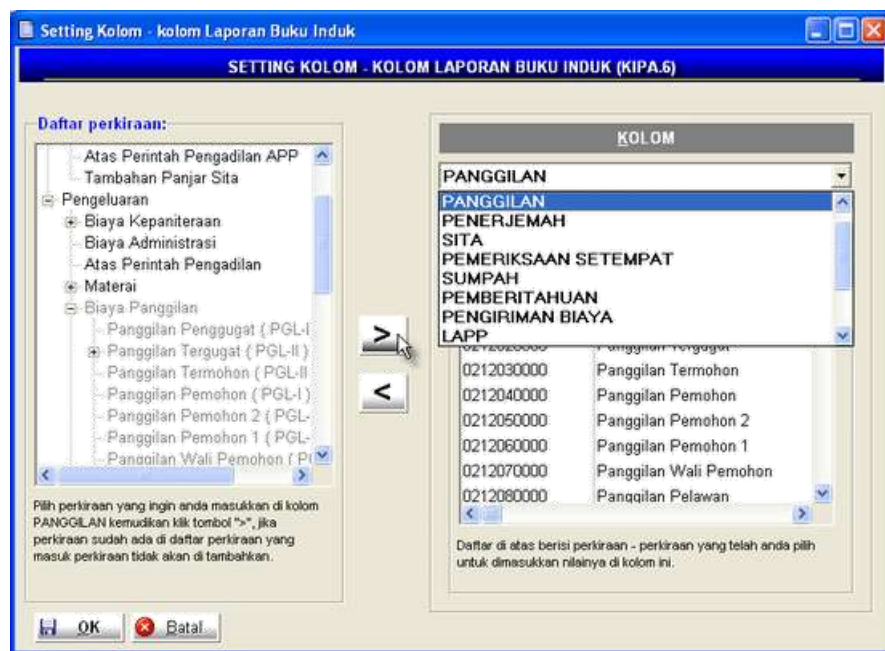 Setting Kolom - kolom Laporan Buku Induk
SETTING KOLOM - KOLOM LAPORAN BUKU INDUK (KIPA.6)
Daftar perkiraan:
Atas Perintah Pengadilan APP
Tambahan Panjar Sita
Pengeluaran
Biaya Kepaniteraan
Biaya Administrasi
Atas Perintah Pengadilan
Materai
Biaya Panggilan
Panggilan Penggugat ( PGL-I
Panggilan Tergugat ( PGL-II )
Panggilan Termohon ( PGL-II
Panggilan Pemohon ( PGL-I )
Panggilan Pemohon 2 ( PGL-
Panggilan Pemohon 1 ( PGL-
Panggilan Wali Pemohon ( P
Pilih perkiraan yang ingin anda masukkan di kolom
PANGGILAN kemudikan klik tombol ">", jika
perkiraan sudah ada di daftar perkiraan yang
masuk perkiraan tidak akan di tambahkan.
>
<
KOLOM
PANGGILAN
PANGGILAN
PENERJEMAH
SITA
PEMERIKSAAN SETEMPAT
SUMPAH
PEMBERITAHUAN
PENGIRIMAN BIAYA
LAPP
0212020000 Panggilan Tergugat
0212030000 Panggilan Termohon
0212040000 Panggilan Pemohon
0212050000 Panggilan Pemohon 2
0212060000 Panggilan Pemohon 1
0212070000 Panggilan Wali Pemohon
0212080000 Panggilan Pelawan
Daftar di atas berisi perkiraan - perkiraan yang telah anda pilih
untuk dimasukkan nilainya di kolom ini.
OK
Batal